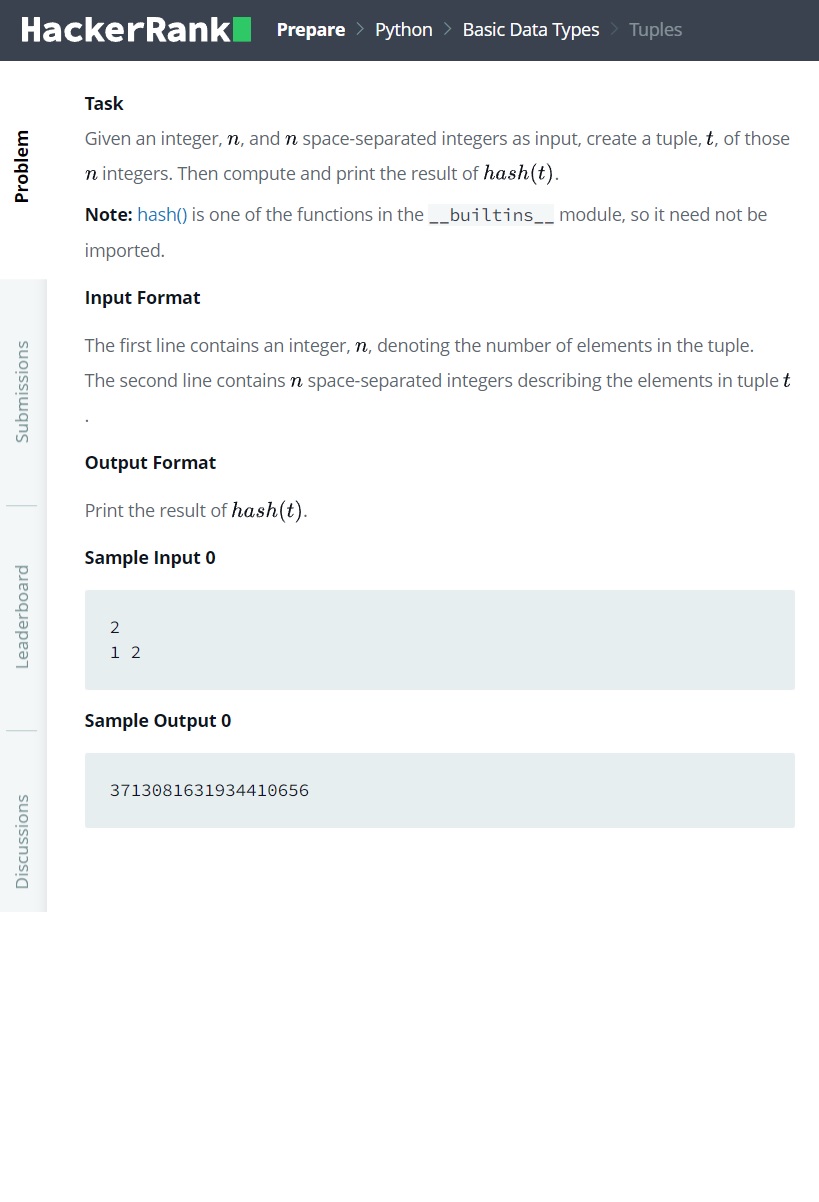 HackerRank Prepare > Python > Basic Data Types > Tuples
Problem
Submissions
Leaderboard
Discussions
Task
Given an integer, n, and n space-separated integers as input, create a tuple, t, of those
n integers. Then compute and print the result of hash(t).
Note: hash() is one of the functions in the __builtins__ module, so it need not be
imported.
Input Format
The first line contains an integer, n, denoting the number of elements in the tuple.
The second line contains n space-separated integers describing the elements in tuple t
.
Output Format
Print the result of hash(t).
Sample Input 0
2
1 2
Sample Output 0
3713081631934410656